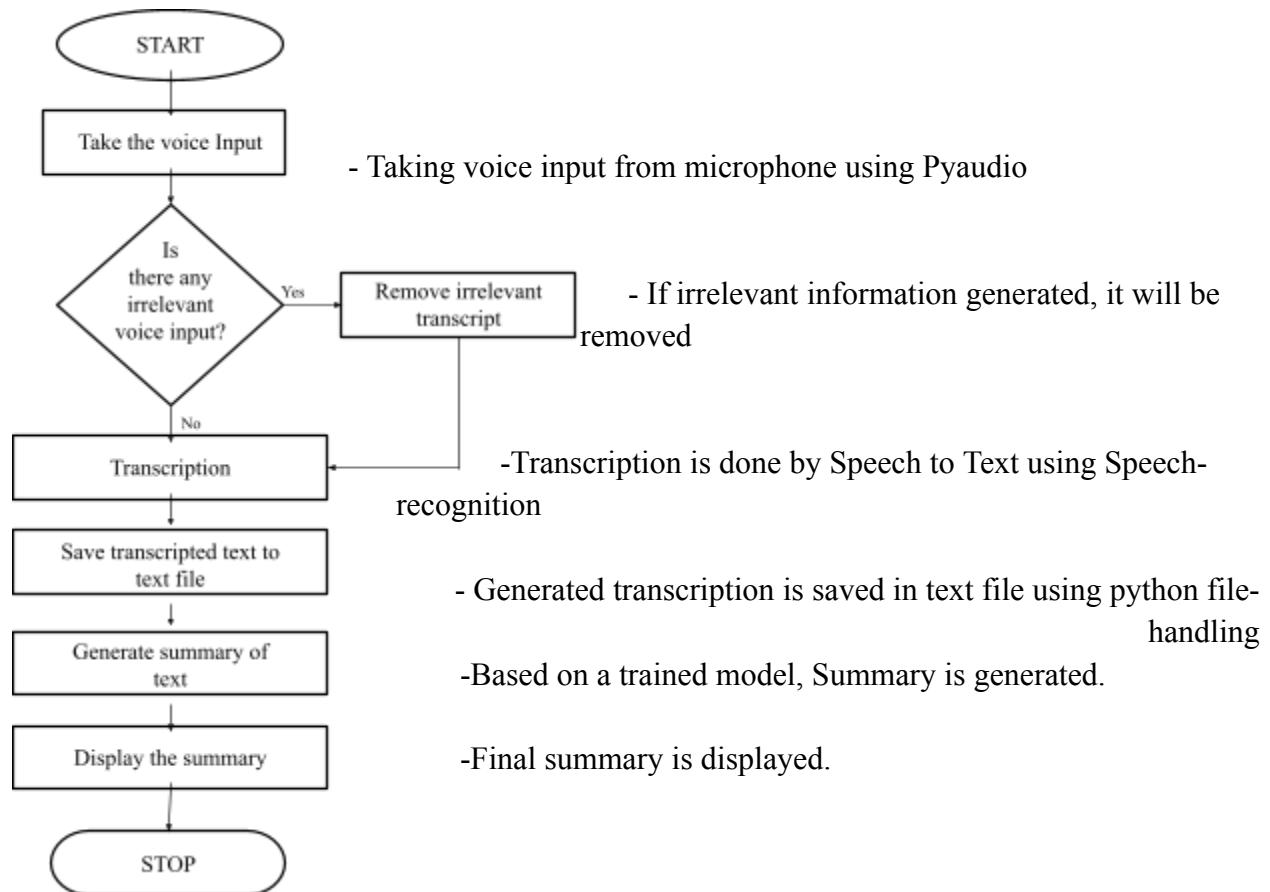 START
Take the voice Input
- Taking voice input from microphone using Pyaudio
Is
there any
irrelevant
voice input?
Yes
Remove irrelevant
transcript
- If irrelevant information generated, it will be
removed
No
Transcription
-Transcription is done by Speech to Text using Speech-
recognition
Save transcripted text to
text file
- Generated transcription is saved in text file using python file-
handling
Generate summary of
text
-Based on a trained model, Summary is generated.
Display the summary
-Final summary is displayed.
STOP